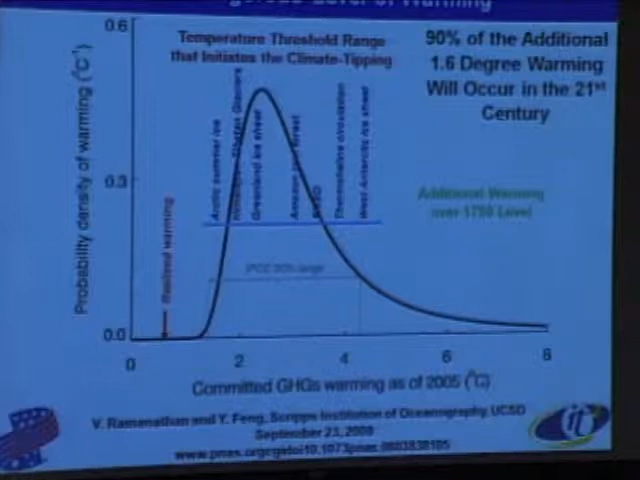 of Warming
Temperature Threshold Range
that Initiates the Climate-Tipping
90% of the Additional
1.6 Degree Warming
Will Occur in the 21st
Century
Probability density of warming (°C⁻¹)
0.6
0.3
0.0
Realized warming
Arctic summer ice
Greenland ice sheet
Thermohaline circulation
West Antarctic ice sheet
Additional Warming
over 1750 Level
IPCC 90% range
0
2
4
6
8
Committed GHGs warming as of 2005 (°C)
V. Ramanathan and Y. Feng, Scripps Institution of Oceanography, UCSD
September 23, 2008
it